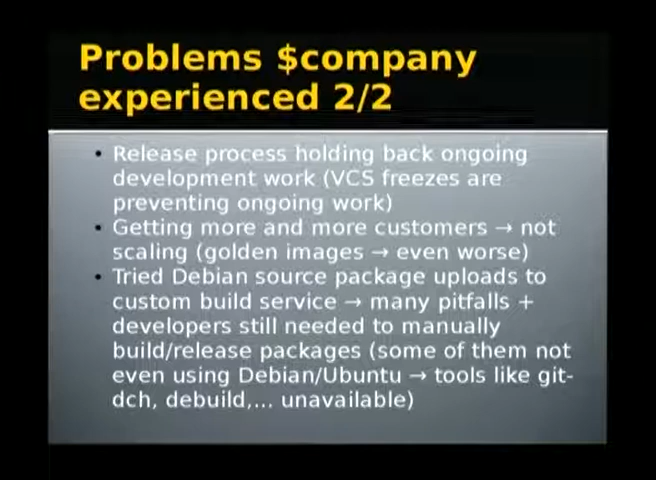 Problems $company
experienced 2/2
• Release process holding back ongoing
development work (VCS freezes are
preventing ongoing work)
• Getting more and more customers → not
scaling (golden images → even worse)
• Tried Debian source package uploads to
custom build service → many pitfalls +
developers still needed to manually
build/release packages (some of them not
even using Debian/Ubuntu → tools like git-
dch, debuild,... unavailable)